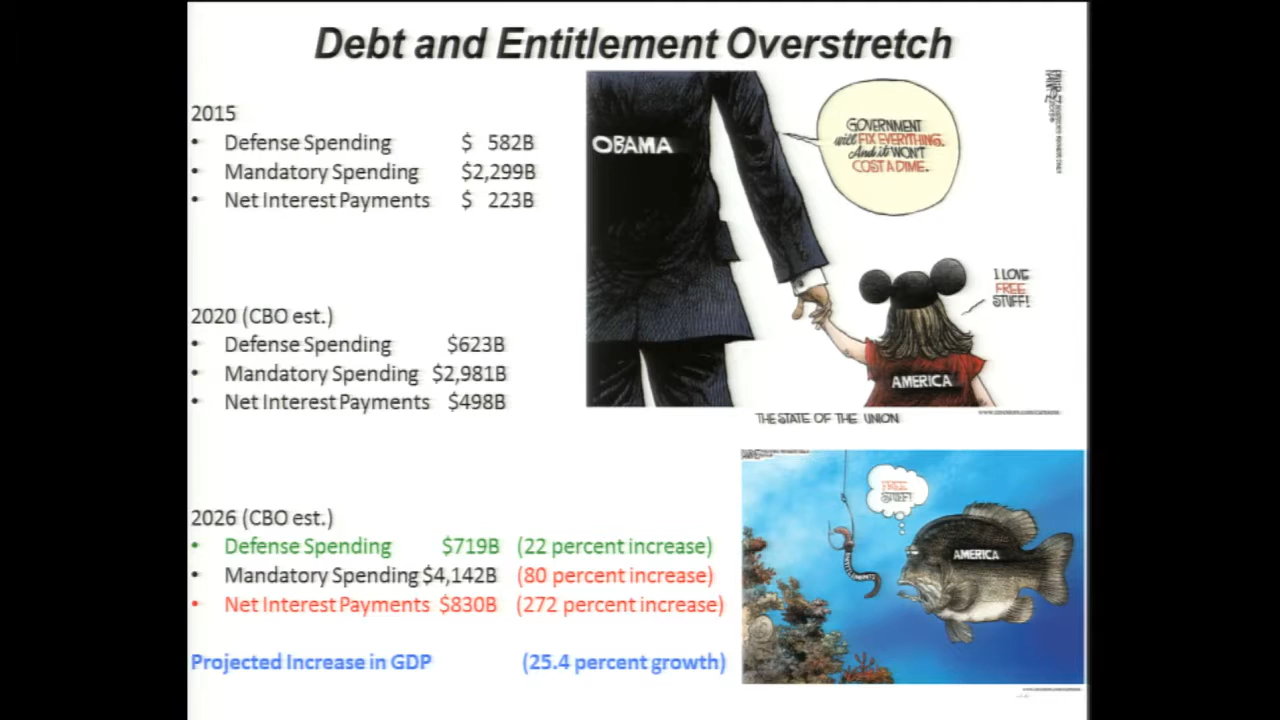 Debt and Entitlement Overstretch
2015
• Defense Spending $ 582B
• Mandatory Spending $2,299B
• Net Interest Payments $ 223B
2020 (CBO est.)
• Defense Spending $623B
• Mandatory Spending $2,981B
• Net Interest Payments $498B
2026 (CBO est.)
• Defense Spending $719B (22 percent increase)
• Mandatory Spending $4,142B (80 percent increase)
• Net Interest Payments $830B (272 percent increase)
Projected Increase in GDP (25.4 percent growth)
OBAMA
GOVERNMENT
will FIX EVERYTHING.
And it WON'T
COST A DIME.
I LOVE
FREE
STUFF!
AMERICA
THE STATE OF THE UNION
FREE
STUFF!
AMERICA